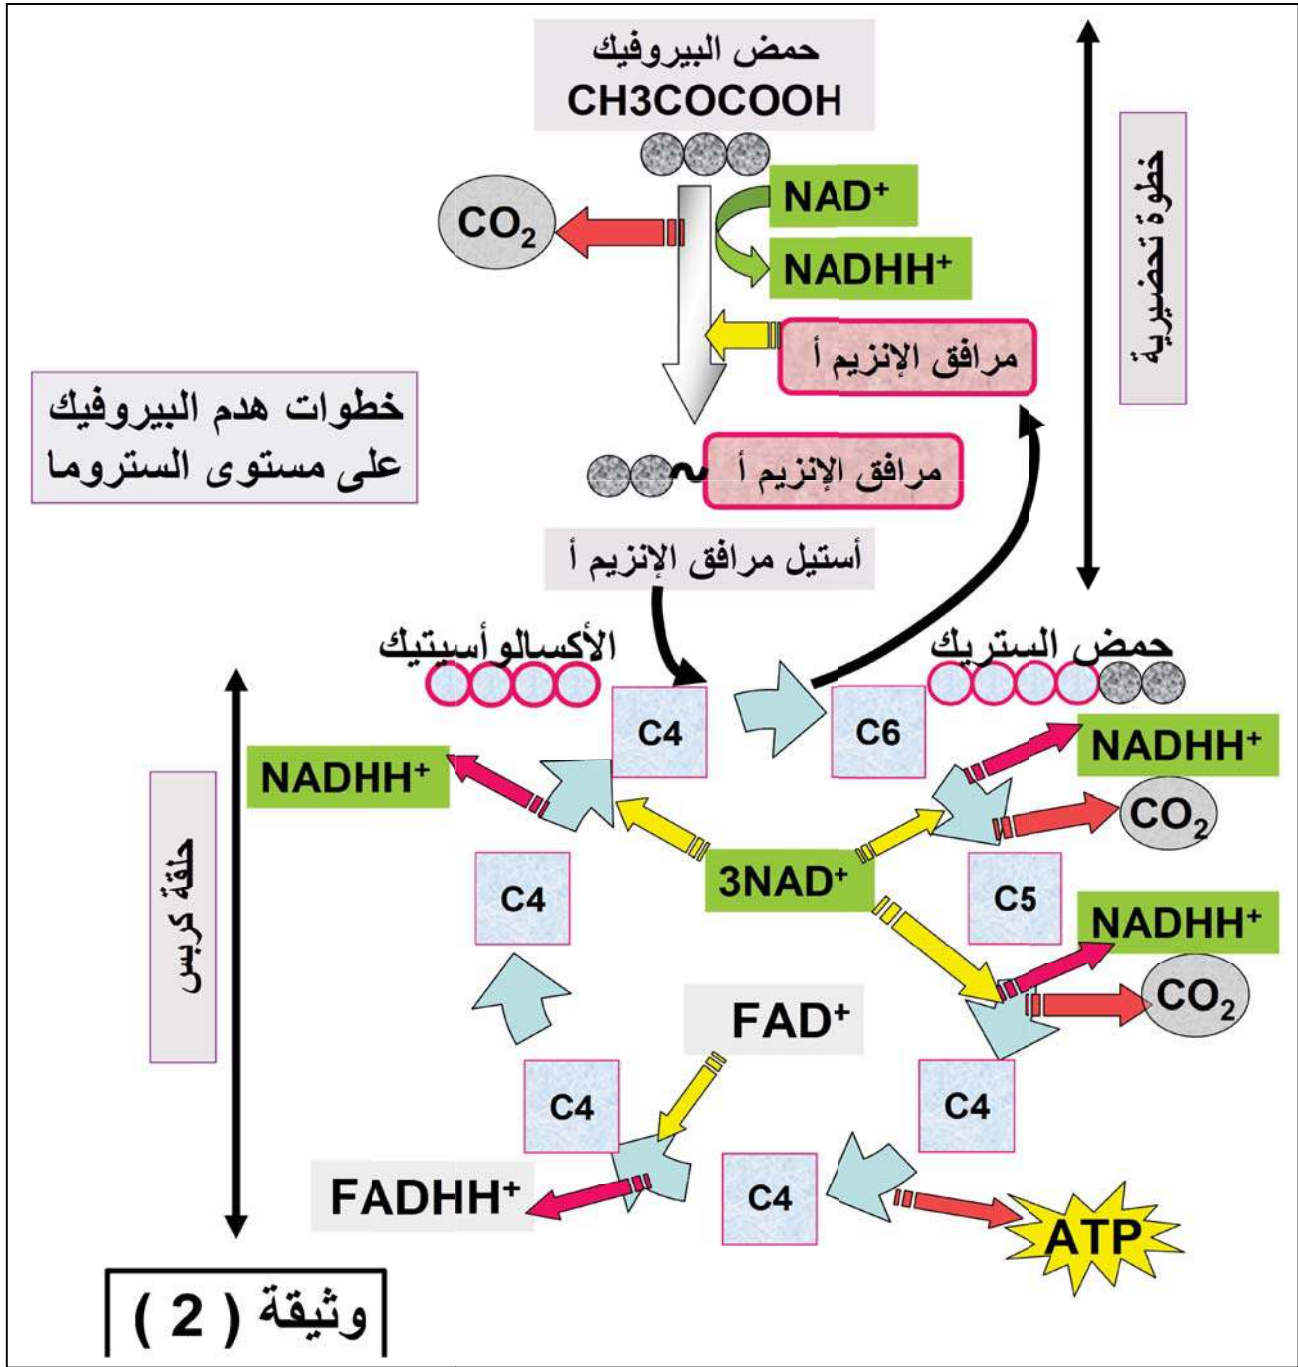 حمض البيروفيك
CH3COCOOH
NAD⁺
CO₂
NADHH⁺
مرافق الإنزيم أ
خطوة تحضيرية
خطوات هدم البيروفيك
على مستوى الستروما
مرافق الإنزيم أ
أستيل مرافق الإنزيم أ
الأكسالوأسيتيك
حمض الستريك
C4
C6
NADHH⁺
NADHH⁺
CO₂
حلقة كربس
3NAD⁺
C4
C5
NADHH⁺
CO₂
FAD⁺
C4
C4
FADHH⁺
C4
ATP
وثيقة ( 2 )